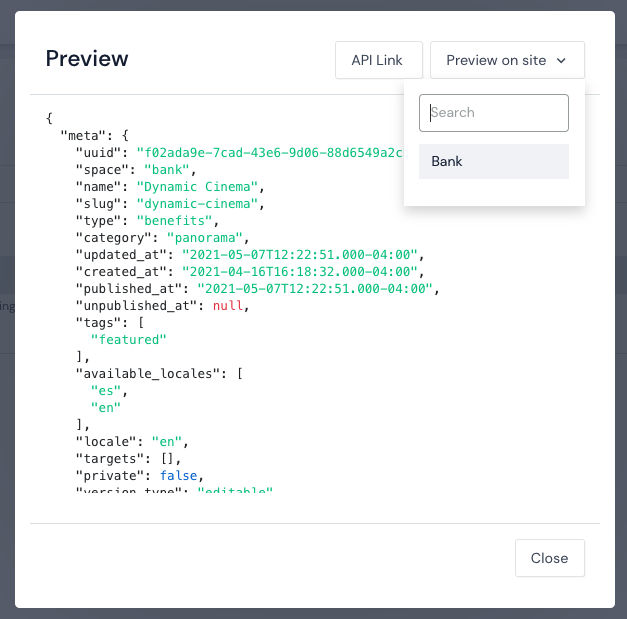 Preview
API Link
Preview on site
Search
Bank
{
"meta": {
"uuid": "f02ada9e-7cad-43e6-9d06-88d6549a2c
"space": "bank",
"name": "Dynamic Cinema",
"slug": "dynamic-cinema",
"type": "benefits",
"category": "panorama",
"updated_at": "2021-05-07T12:22:51.000-04:00",
"created_at": "2021-04-16T16:18:32.000-04:00",
"published_at": "2021-05-07T12:22:51.000-04:00",
"unpublished_at": null,
"tags": [
"featured"
],
"available_locales": [
"es",
"en"
],
"locale": "en",
"targets": [],
"private": false,
"version_type": "editable"
Close